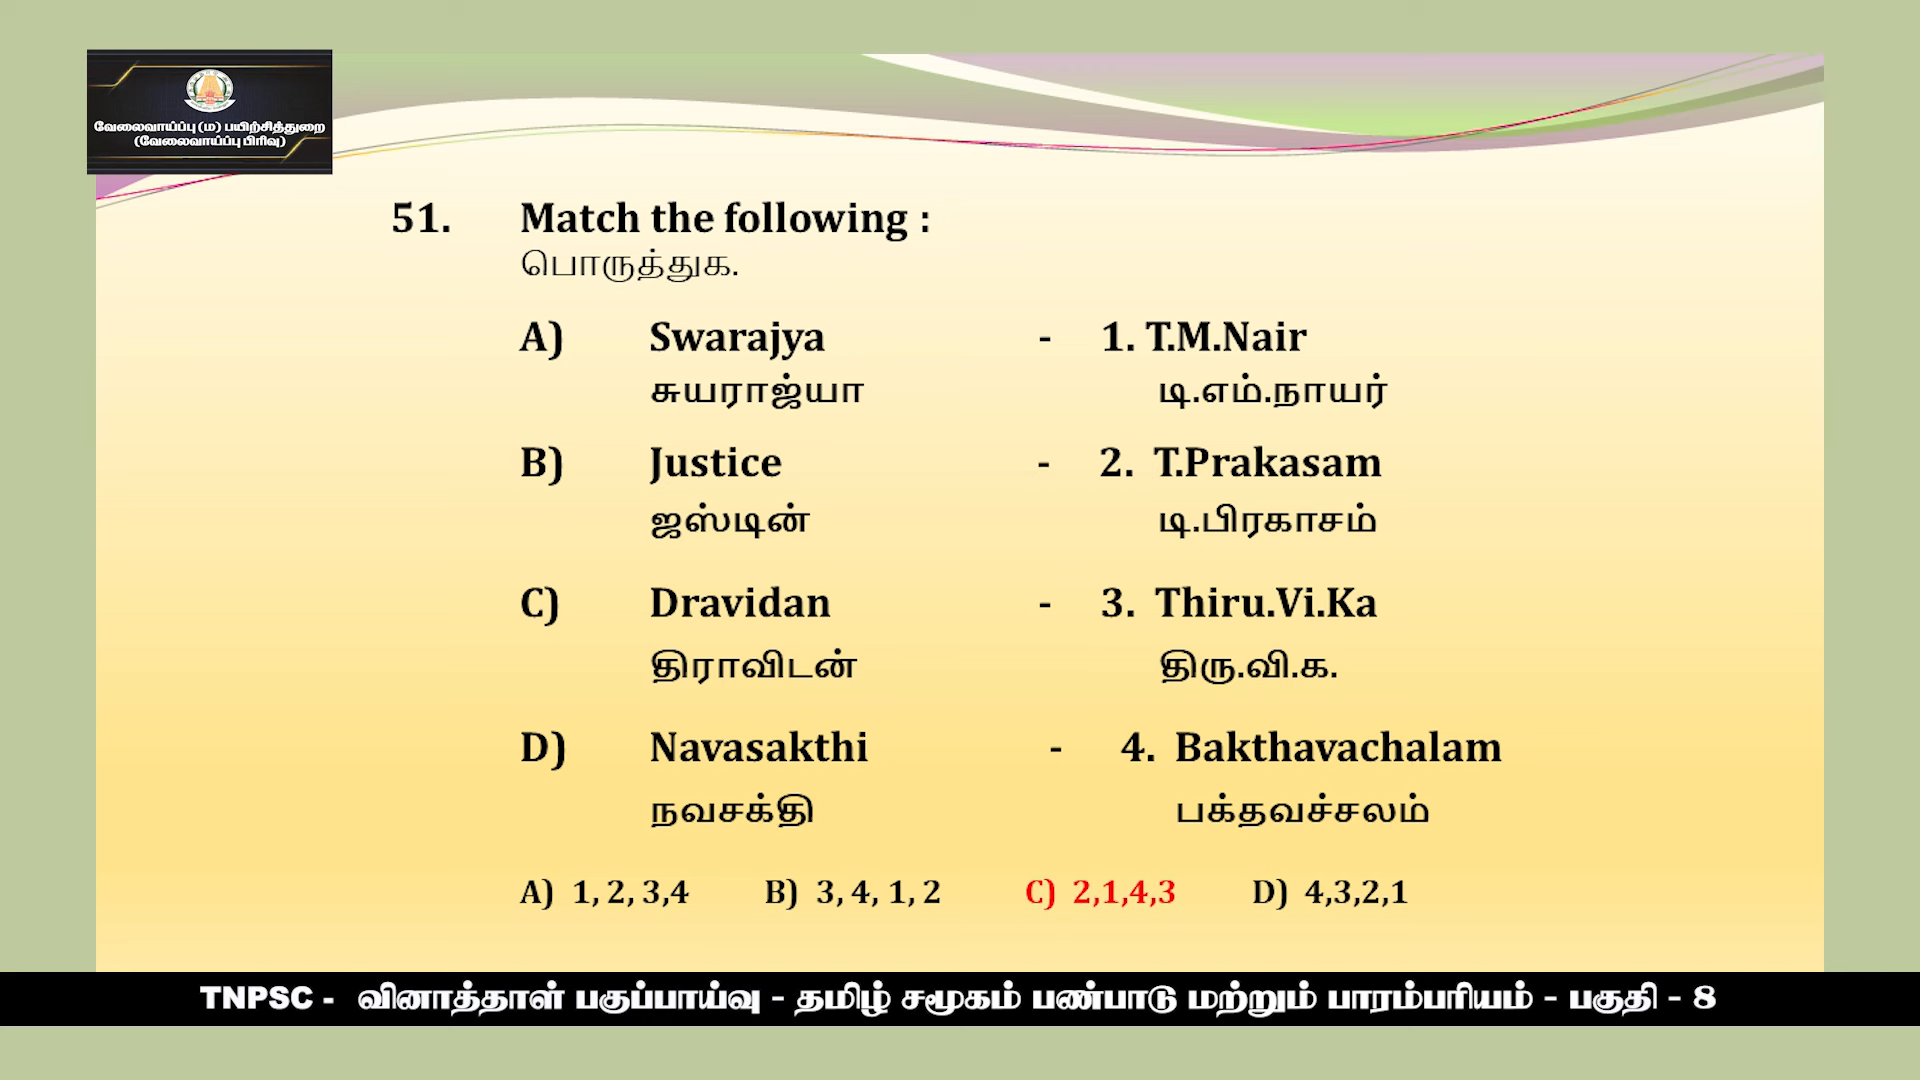 வேலைவாய்ப்பு (ம) பயிற்சித்துறை
(வேலைவாய்ப்பு பிரிவு)
51. Match the following :
பொருத்துக.
A) Swarajya - 1. T.M.Nair
சுயராஜ்யா டி.எம்.நாயர்
B) Justice - 2. T.Prakasam
ஜஸ்டின் டி.பிரகாசம்
C) Dravidan - 3. Thiru.Vi.Ka
திராவிடன் திரு.வி.க.
D) Navasakthi - 4. Bakthavachalam
நவசக்தி பக்தவச்சலம்
A) 1, 2, 3,4 B) 3, 4, 1, 2 C) 2,1,4,3 D) 4,3,2,1
TNPSC - வினாத்தாள் பகுப்பாய்வு - தமிழ் சமூகம் பண்பாடு மற்றும் பாரம்பரியம் - பகுதி - 8